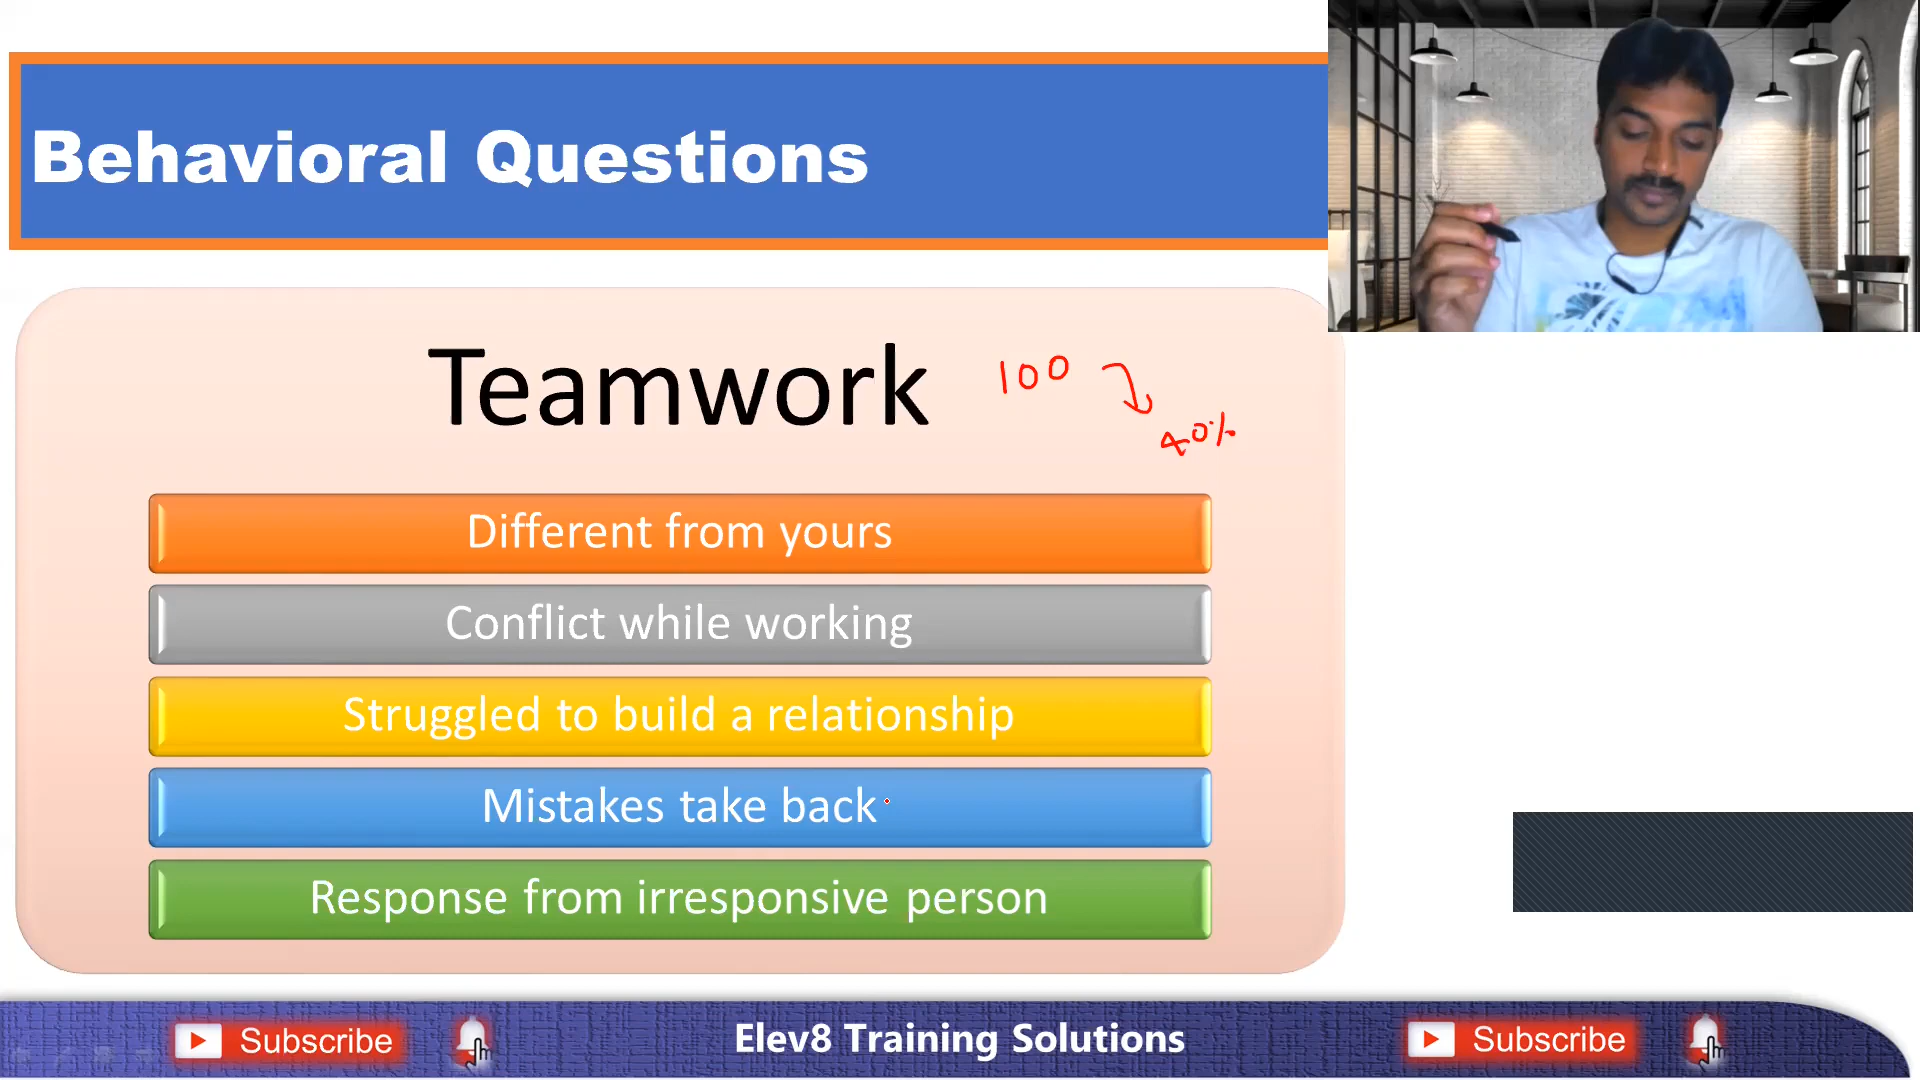 Behavioral Questions
Teamwork
100
40%
Different from yours
Conflict while working
Struggled to build a relationship
Mistakes take back
Response from irresponsive person
Subscribe
Elev8 Training Solutions
Subscribe